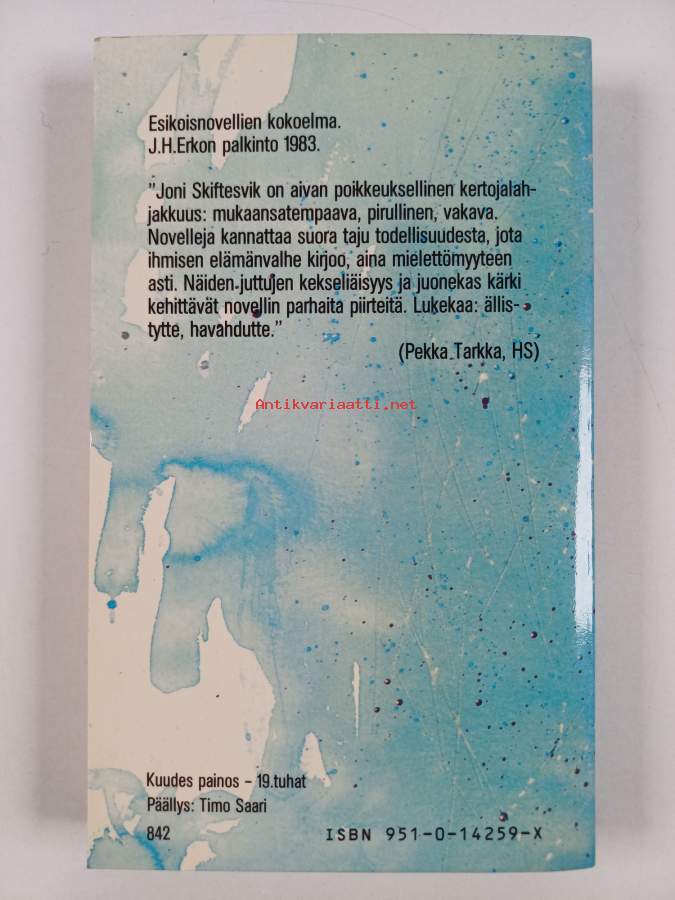 Esikoisnovellien kokoelma.
J.H.Erkon palkinto 1983.
"Joni Skiftesvik on aivan poikkeuksellinen kertojalah-
jakkuus: mukaansatempaava, pirullinen, vakava.
Novelleja kannattaa suora taju todellisuudesta, jota
ihmisen elämänvalhe kirjoo, aina mielettömyyteen
asti. Näiden juttujen kekseliäisyys ja juonekas kärki
kehittävät novellin parhaita piirteitä. Lukekaa: ällis-
tytte, havahdutte."
(Pekka Tarkka, HS)
Antikvariaatti.net
Kuudes painos - 19.tuhat
Päällys: Timo Saari
842
ISBN 951-0-14259-X